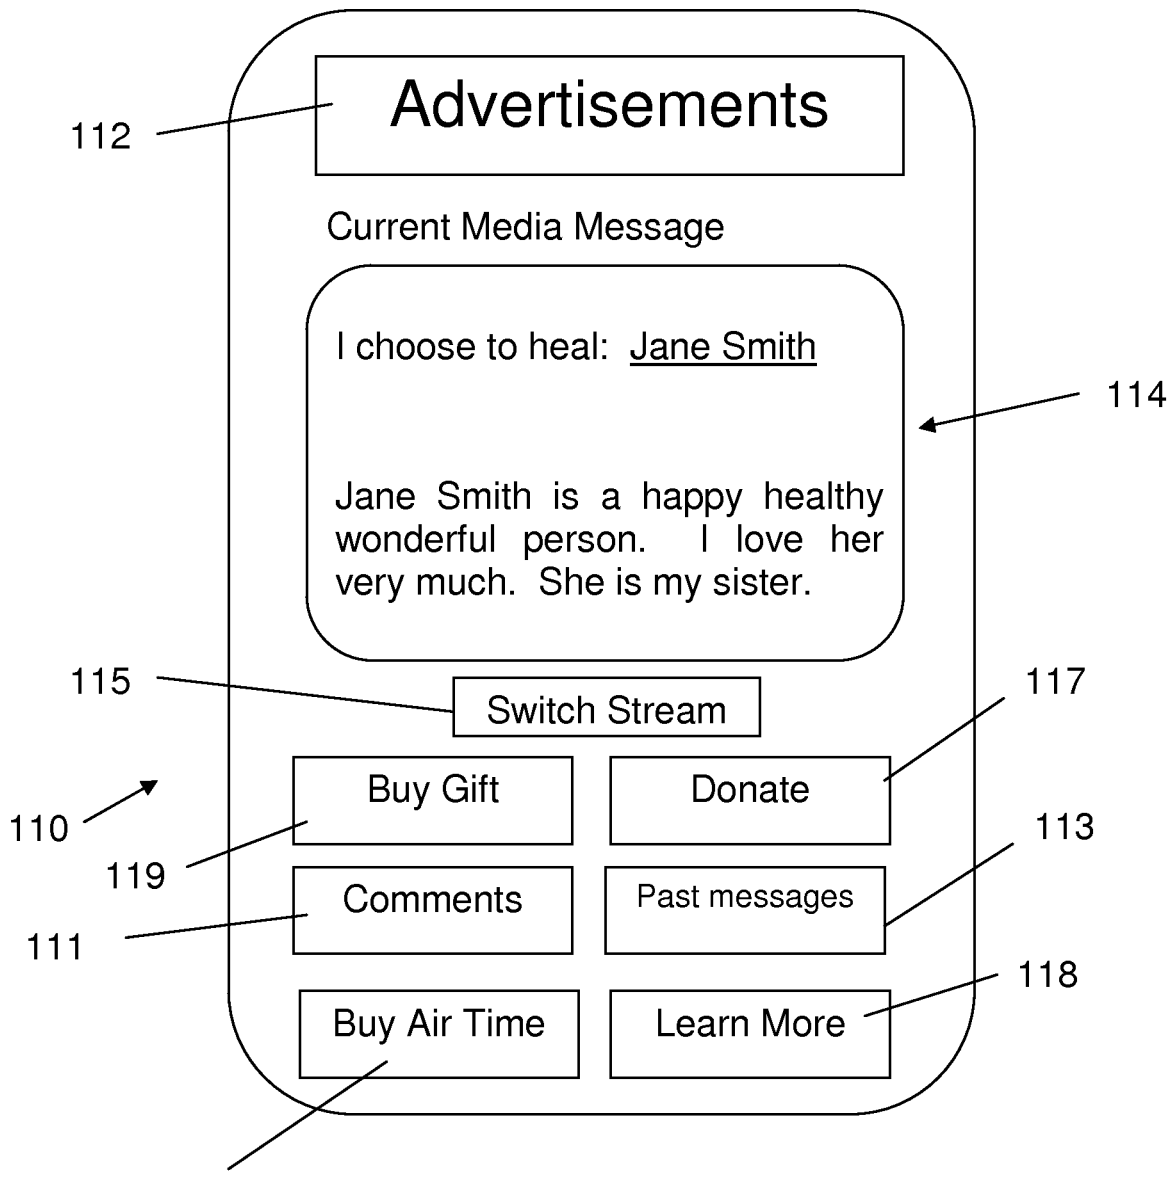 Advertisements
112
Current Media Message
I choose to heal: Jane Smith
114
Jane Smith is a happy healthy
wonderful person. I love her
very much. She is my sister.
115
117
Switch Stream
Buy Gift
Donate
110
113
119
Comments
Past messages
111
118
Buy Air Time
Learn More